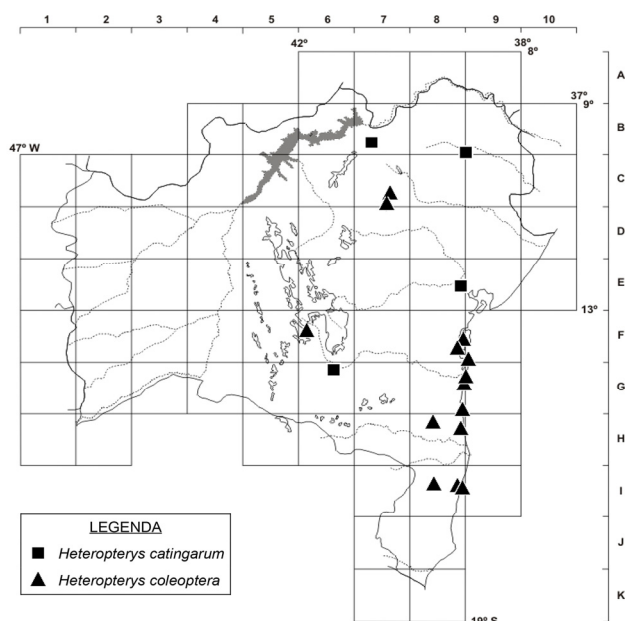 1 2 3 4 5 6 7 8 9 10
42º 38º
8º
A
37º
9º
B
47º W
C
D
E
13º
F
G
H
I
LEGENDA
Heteropterys catingarum
Heteropterys coleoptera
J
K
19º S